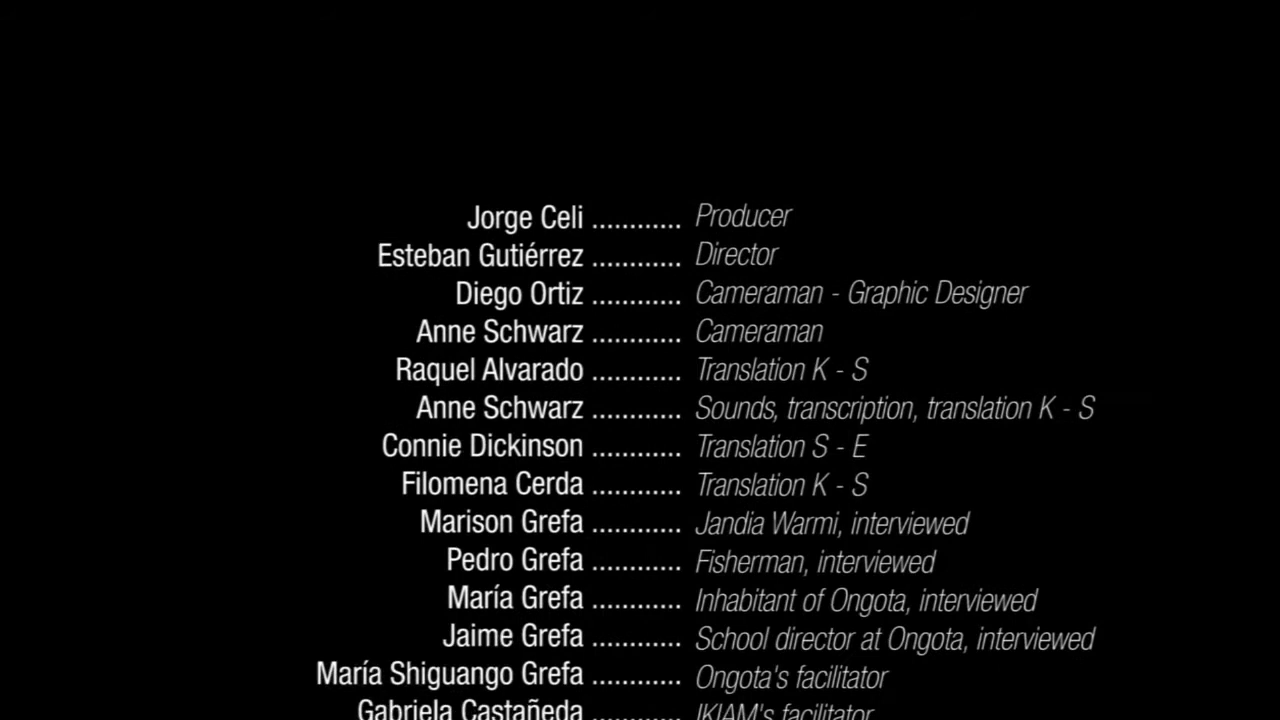 Jorge Celi ............ Producer
Esteban Gutiérrez ............ Director
Diego Ortiz ............ Cameraman - Graphic Designer
Anne Schwarz ............ Cameraman
Raquel Alvarado ............ Translation K - S
Anne Schwarz ............ Sounds, transcription, translation K - S
Connie Dickinson ............ Translation S - E
Filomena Cerda ............ Translation K - S
Marison Grefa ............ Jandia Warmi, interviewed
Pedro Grefa ............ Fisherman, interviewed
María Grefa ............ Inhabitant of Ongota, interviewed
Jaime Grefa ............ School director at Ongota, interviewed
María Shiguango Grefa ............ Ongota's facilitator
Gabriela Castañeda ............ IKIAM's facilitator